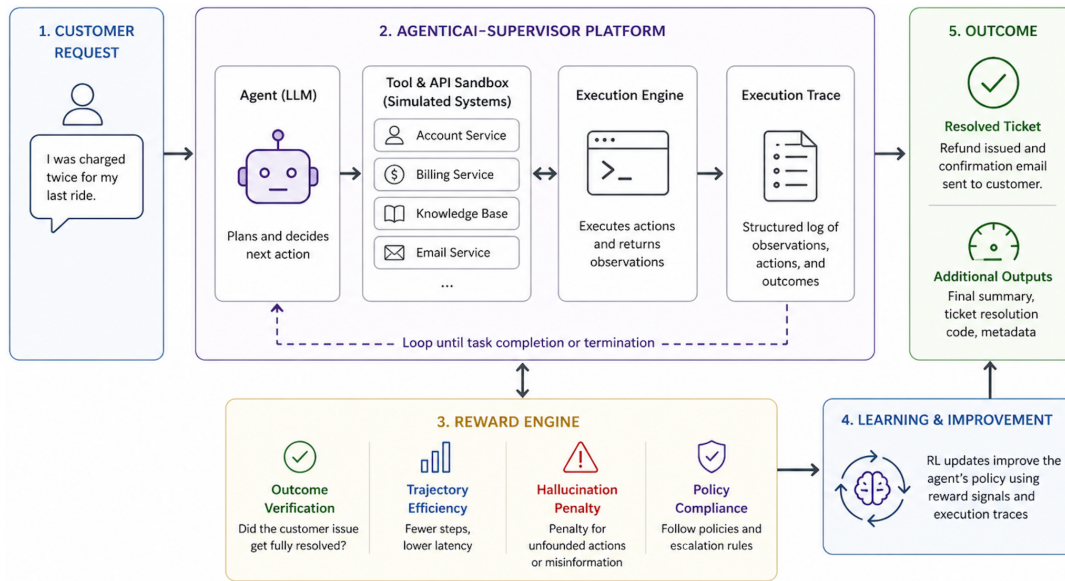 1. CUSTOMER
REQUEST
I was charged
twice for my
last ride.
2. AGENTICAI-SUPERVISOR PLATFORM
Agent (LLM)
Plans and decides
next action
Tool & API Sandbox
(Simulated Systems)
Account Service
$
Billing Service
Knowledge Base
Email Service
...
Execution Engine
>_
Executes actions
and returns
observations
Execution Trace
Structured log of
observations,
actions, and
outcomes
Loop until task completion or termination
3. REWARD ENGINE
Outcome
Verification
Did the customer issue
get fully resolved?
Trajectory
Efficiency
Fewer steps,
lower latency
Hallucination
Penalty
Penalty for
unfounded actions
or misinformation
Policy
Compliance
Follow policies and
escalation rules
4. LEARNING & IMPROVEMENT
RL updates improve the
agent's policy using
reward signals and
execution traces
5. OUTCOME
Resolved Ticket
Refund issued and
confirmation email
sent to customer.
Additional Outputs
Final summary,
ticket resolution
code, metadata